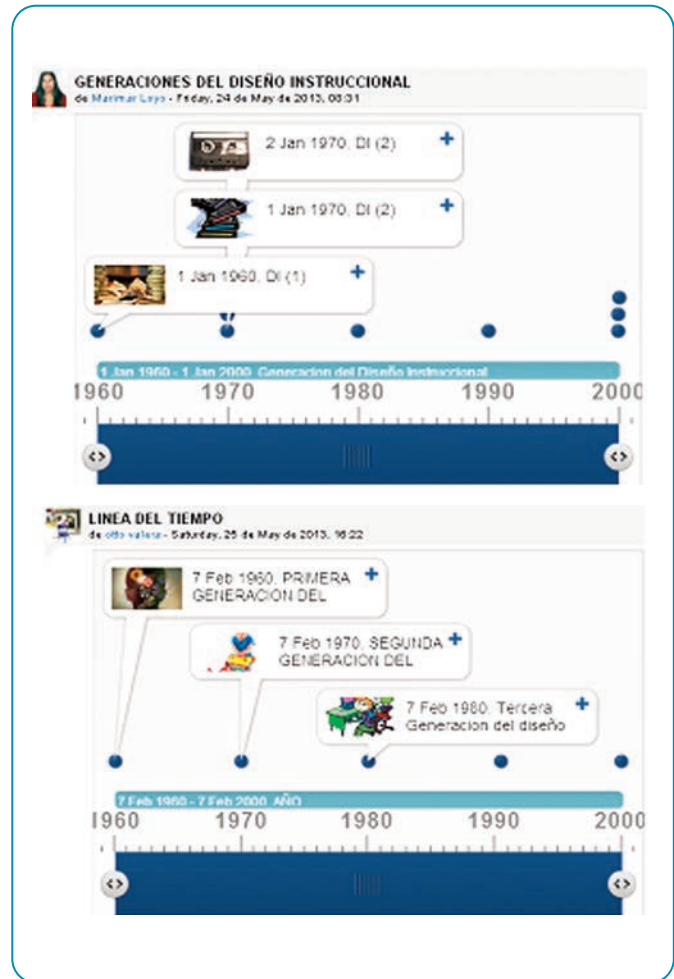 GENERACIONES DEL DISEÑO INSTRUCCIONAL
de Marimar Loyo - Friday, 24 de May de 2013, 03:31
2 Jan 1970, DI (2)
1 Jan 1970, DI (2)
1 Jan 1960, DI (1)
1 Jan 1960 - 1 Jan 2000 Generacion del Diseño Instruccional
1960 1970 1980 1990 2000
LINEA DEL TIEMPO
de otto valera - Saturday, 25 de May de 2013, 16:22
7 Feb 1960, PRIMERA
GENERACION DEL
7 Feb 1970, SEGUNDA
GENERACION DEL
7 Feb 1980, Tercera
Generacion del diseño
7 Feb 1960 - 7 Feb 2000 AÑO
1960 1970 1980 1990 2000